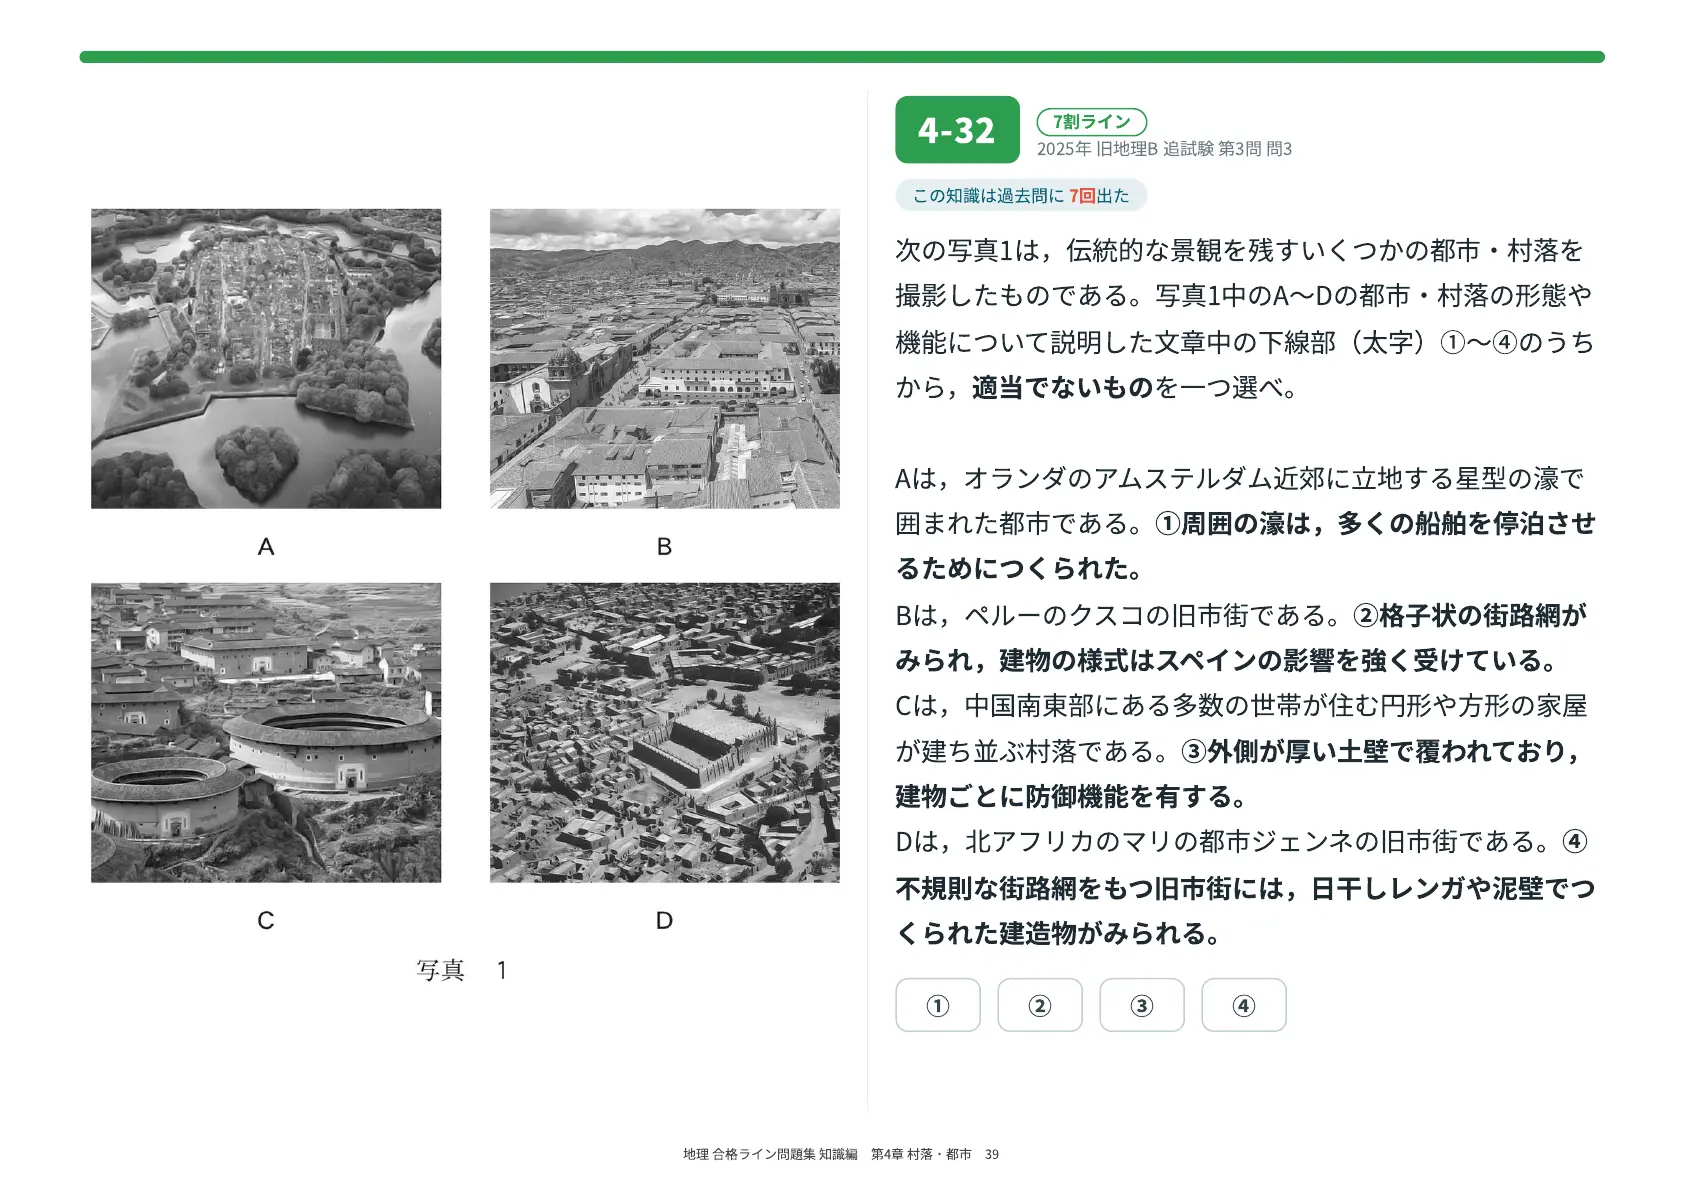 4-32
7割ライン
2025年 旧地理B 追試験 第3問 問3
この知識は過去問に 7回出た
次の写真1は，伝統的な景観を残すいくつかの都市・村落を
撮影したものである。写真1中のA〜Dの都市・村落の形態や
機能について説明した文章中の下線部（太字）①〜④のうち
から，適当でないものを一つ選べ。
Aは，オランダのアムステルダム近郊に立地する星型の濠で
囲まれた都市である。①周囲の濠は，多くの船舶を停泊させ
るためにつくられた。
Bは，ペルーのクスコの旧市街である。②格子状の街路網が
みられ，建物の様式はスペインの影響を強く受けている。
Cは，中国南東部にある多数の世帯が住む円形や方形の家屋
が建ち並ぶ村落である。③外側が厚い土壁で覆われており，
建物ごとに防御機能を有する。
Dは，北アフリカのマリの都市ジェンネの旧市街である。④
不規則な街路網をもつ旧市街には，日干しレンガや泥壁でつ
くられた建造物がみられる。
①
②
③
④
A
B
C
D
写真　1
地理 合格ライン問題集 知識編　第4章 村落・都市　39